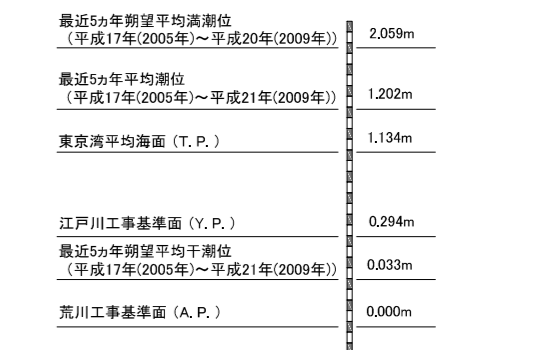 最近5ヵ年朔望平均満潮位
（平成17年(2005年)～平成20年(2009年)） 2.059m
最近5ヵ年平均潮位
（平成17年(2005年)～平成21年(2009年)） 1.202m
東京湾平均海面（T. P. ） 1.134m
江戸川工事基準面（Y. P. ） 0.294m
最近5ヵ年朔望平均干潮位
（平成17年(2005年)～平成21年(2009年)） 0.033m
荒川工事基準面（A. P. ） 0.000m